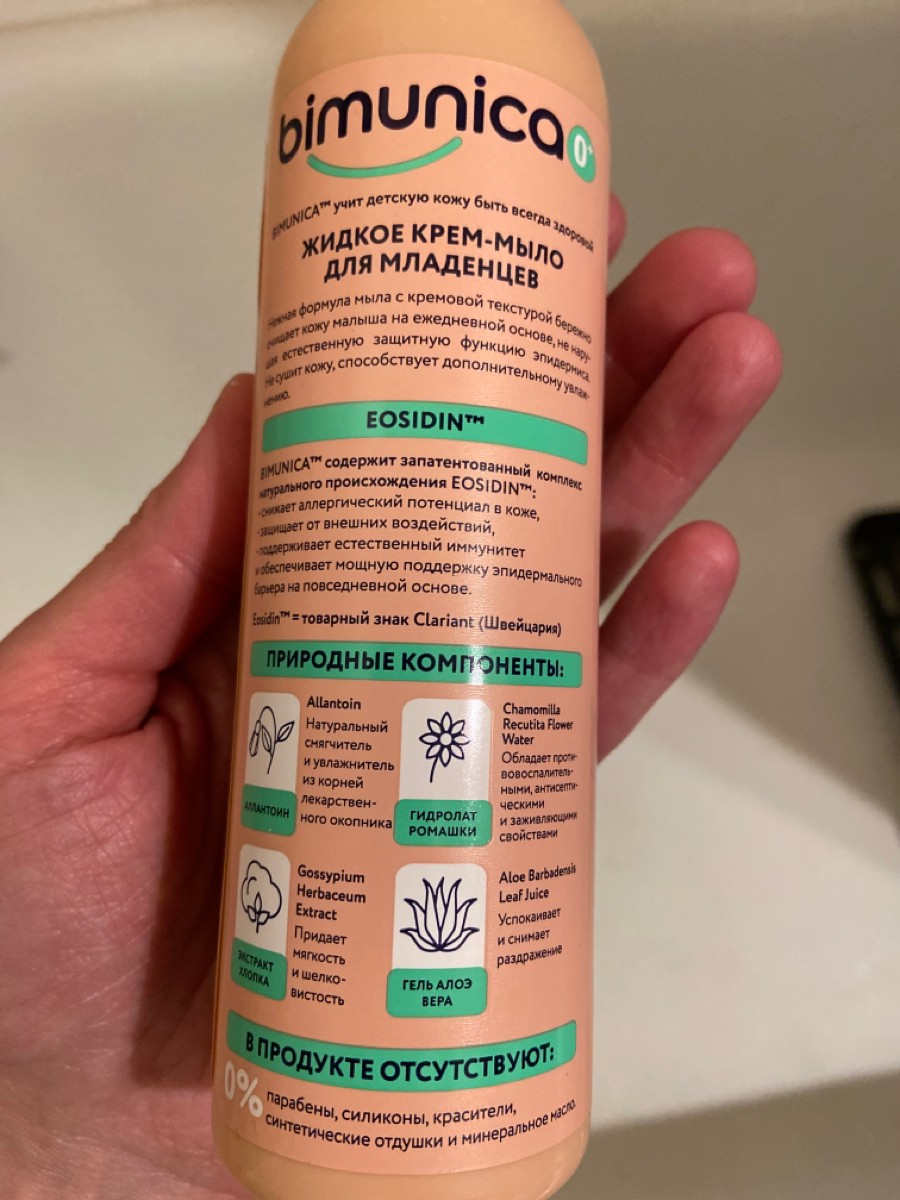 bimunica 0+
BIMUNICA™ учит детскую кожу быть всегда здоровой
ЖИДКОЕ КРЕМ-МЫЛО
ДЛЯ МЛАДЕНЦЕВ
Нежная формула мыла с кремовой текстурой бережно
очищает кожу малыша на ежедневной основе, не нару-
шая естественную защитную функцию эпидермиса.
Не сушит кожу, способствует дополнительному увлаж-
нению.
EOSIDIN™
BIMUNICA™ содержит запатентованный комплекс
натурального происхождения EOSIDIN™:
- снижает аллергический потенциал в коже,
- защищает от внешних воздействий,
- поддерживает естественный иммунитет
и обеспечивает мощную поддержку эпидермального
барьера на повседневной основе.
Eosidin™ = товарный знак Clariant (Швейцария)
ПРИРОДНЫЕ КОМПОНЕНТЫ:
Allantoin
Натуральный
смягчитель
и увлажнитель
из корней
лекарствен-
ного окопника
АЛЛАНТОИН
Chamomilla
Recutita Flower
Water
Обладает проти-
вовоспалитель-
ными, антисепти-
ческими
и заживляющими
свойствами
ГИДРОЛАТ
РОМАШКИ
Gossypium
Herbaceum
Extract
Придает
мягкость
и шелко-
вистость
ЭКСТРАКТ
ХЛОПКА
Aloe Barbadensis
Leaf Juice
Успокаивает
и снимает
раздражение
ГЕЛЬ АЛОЭ
ВЕРА
В ПРОДУКТЕ ОТСУТСТВУЮТ:
0% парабены, силиконы, красители,
синтетические отдушки и минеральное масло.